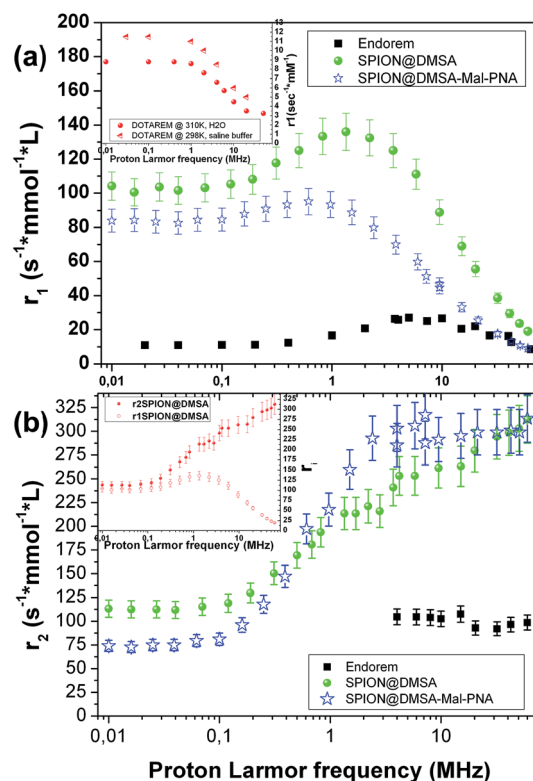 (a)
200
180
160
140
120
100
80
60
40
20
0
r1 (s-1*mmol-1*L)
13
12
11
10
9
8
7
6
5
4
3
2
1
0
r1(sec-1*mM-1)
DOTAREM @ 310K, H2O
DOTAREM @ 298K, saline buffer
0,01 0,1 1 10
Proton Larmor frequency (MHz)
Endorem
SPION@DMSA
SPION@DMSA-Mal-PNA
0,01 0,1 1 10
(b)
325
300
275
250
225
200
175
150
125
100
75
50
25
0
r2 (s-1*mmol-1*L)
r2SPION@DMSA
r1SPION@DMSA
325
300
275
250
225
200
175
150
125
100
75
50
25
0
0,01 0,1 1 10
Proton Larmor frequency (MHz)
Endorem
SPION@DMSA
SPION@DMSA-Mal-PNA
0,01 0,1 1 10
Proton Larmor frequency (MHz)